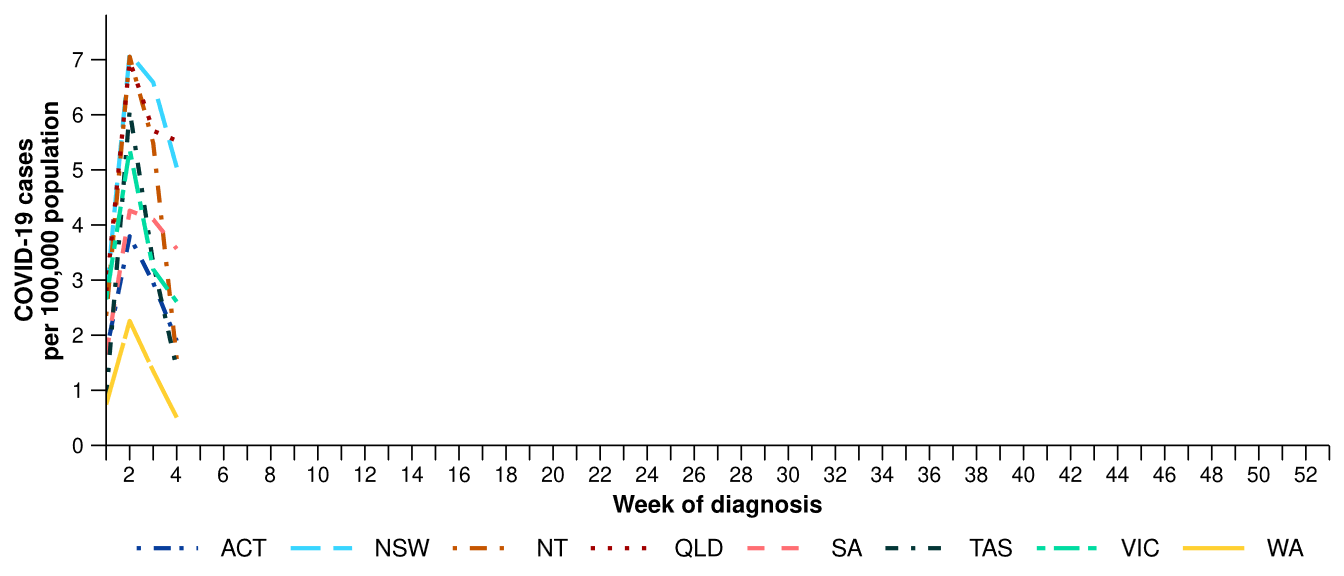 COVID-19 cases
per 100,000 population
7
6
5
4
3
2
1
0
2 4 6 8 10 12 14 16 18 20 22 24 26 28 30 32 34 36 38 40 42 44 46 48 50 52
Week of diagnosis
ACT NSW NT QLD SA TAS VIC WA